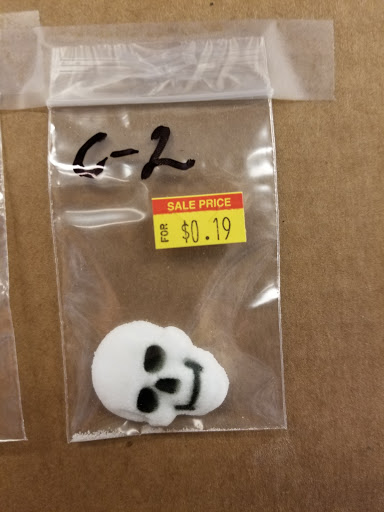 G-2
SALE PRICE
FOR $0.19